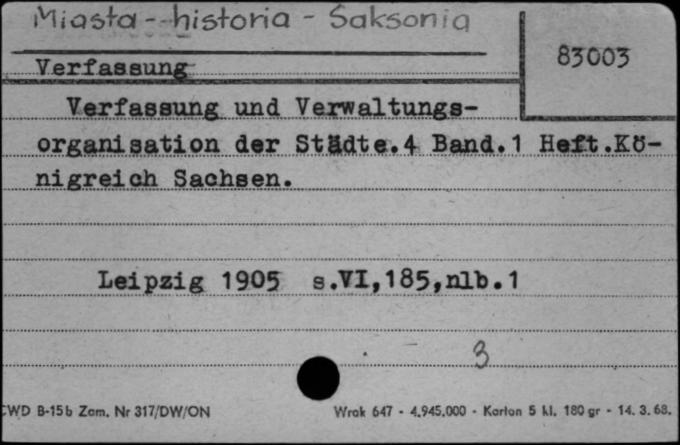 Miasta - historia - Saksonia
83003
Verfassung
Verfassung und Verwaltungs-
organisation der Städte.4 Band.1 Heft.Kö-
nigreich Sachsen.
Leipzig 1905 s.VI,185,nlb.1
3
CWD B-15b Zam. Nr 317/DW/ON
Wrak 647 - 4.945.000 - Karton 5 kl. 180 gr - 14. 3. 68.